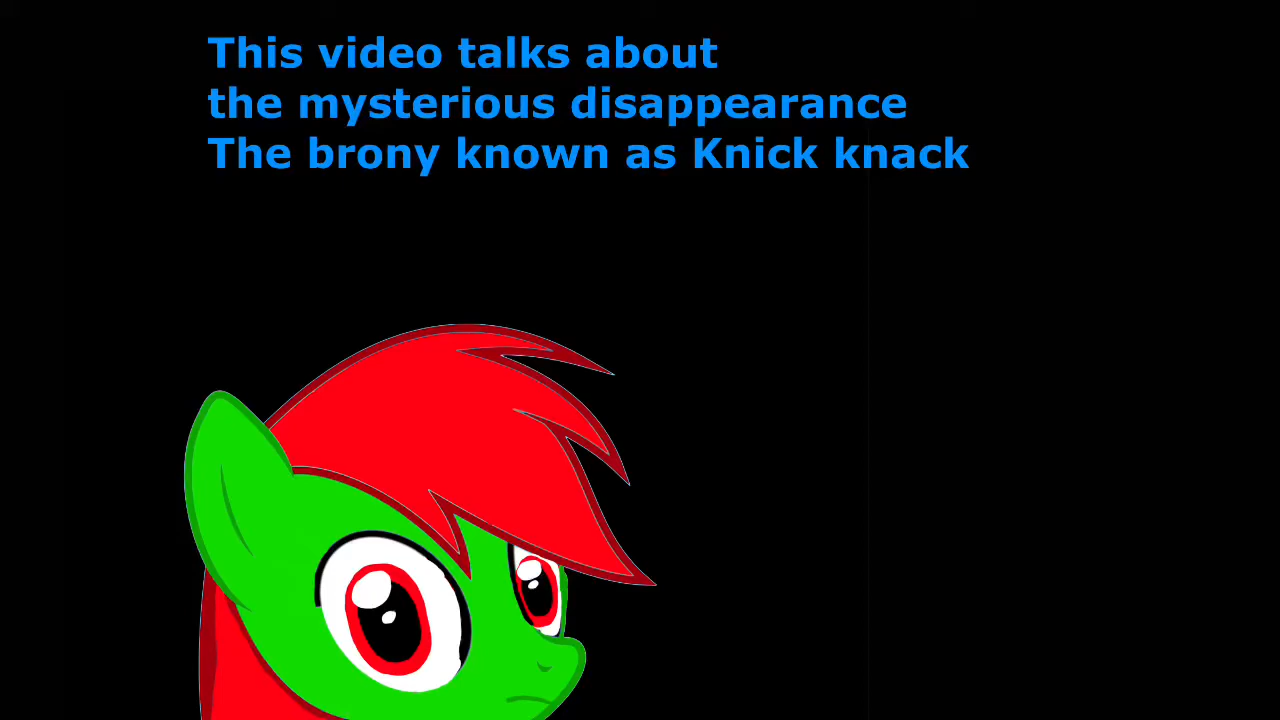 This video talks about
the mysterious disappearance
The brony known as Knick knack